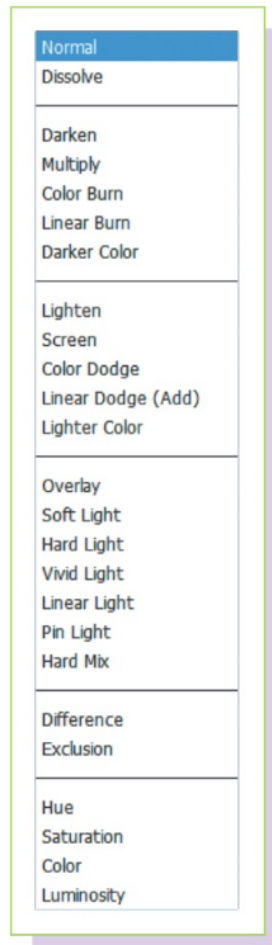 Normal
Dissolve
Darken
Multiply
Color Burn
Linear Burn
Darker Color
Lighten
Screen
Color Dodge
Linear Dodge (Add)
Lighter Color
Overlay
Soft Light
Hard Light
Vivid Light
Linear Light
Pin Light
Hard Mix
Difference
Exclusion
Hue
Saturation
Color
Luminosity